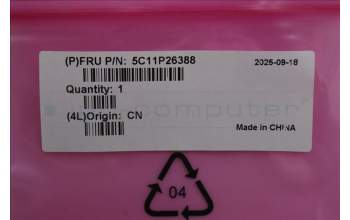 (P)FRU P/N: 5C11P26388
2025-09-18
Quantity: 1
(4L)Origin: CN
Made in CHINA
04